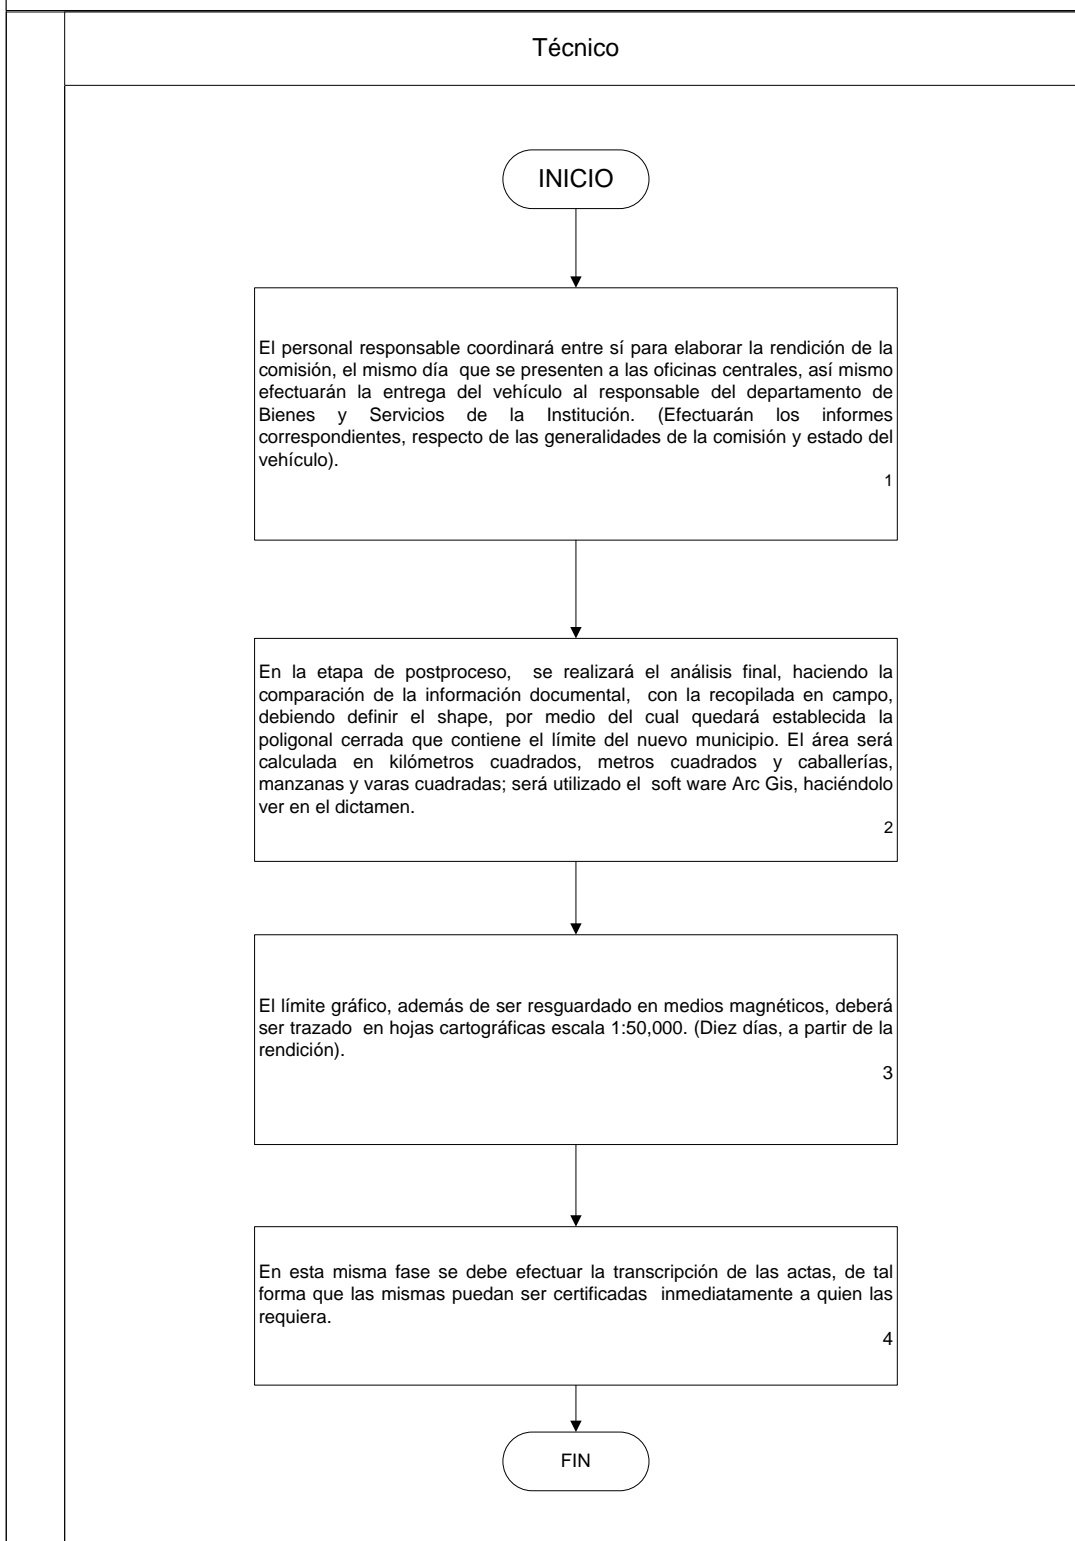 Técnico
INICIO
El personal responsable coordinará entre sí para elaborar la rendición de la
comisión, el mismo día que se presenten a las oficinas centrales, así mismo
efectuarán la entrega del vehículo al responsable del departamento de
Bienes y Servicios de la Institución. (Efectuarán los informes
correspondientes, respecto de las generalidades de la comisión y estado del
vehículo).
1
En la etapa de postproceso, se realizará el análisis final, haciendo la
comparación de la información documental, con la recopilada en campo,
debiendo definir el shape, por medio del cual quedará establecida la
poligonal cerrada que contiene el límite del nuevo municipio. El área será
calculada en kilómetros cuadrados, metros cuadrados y caballerías,
manzanas y varas cuadradas; será utilizado el soft ware Arc Gis, haciéndolo
ver en el dictamen.
2
El límite gráfico, además de ser resguardado en medios magnéticos, deberá
ser trazado en hojas cartográficas escala 1:50,000. (Diez días, a partir de la
rendición).
3
En esta misma fase se debe efectuar la transcripción de las actas, de tal
forma que las mismas puedan ser certificadas inmediatamente a quien las
requiera.
4
FIN